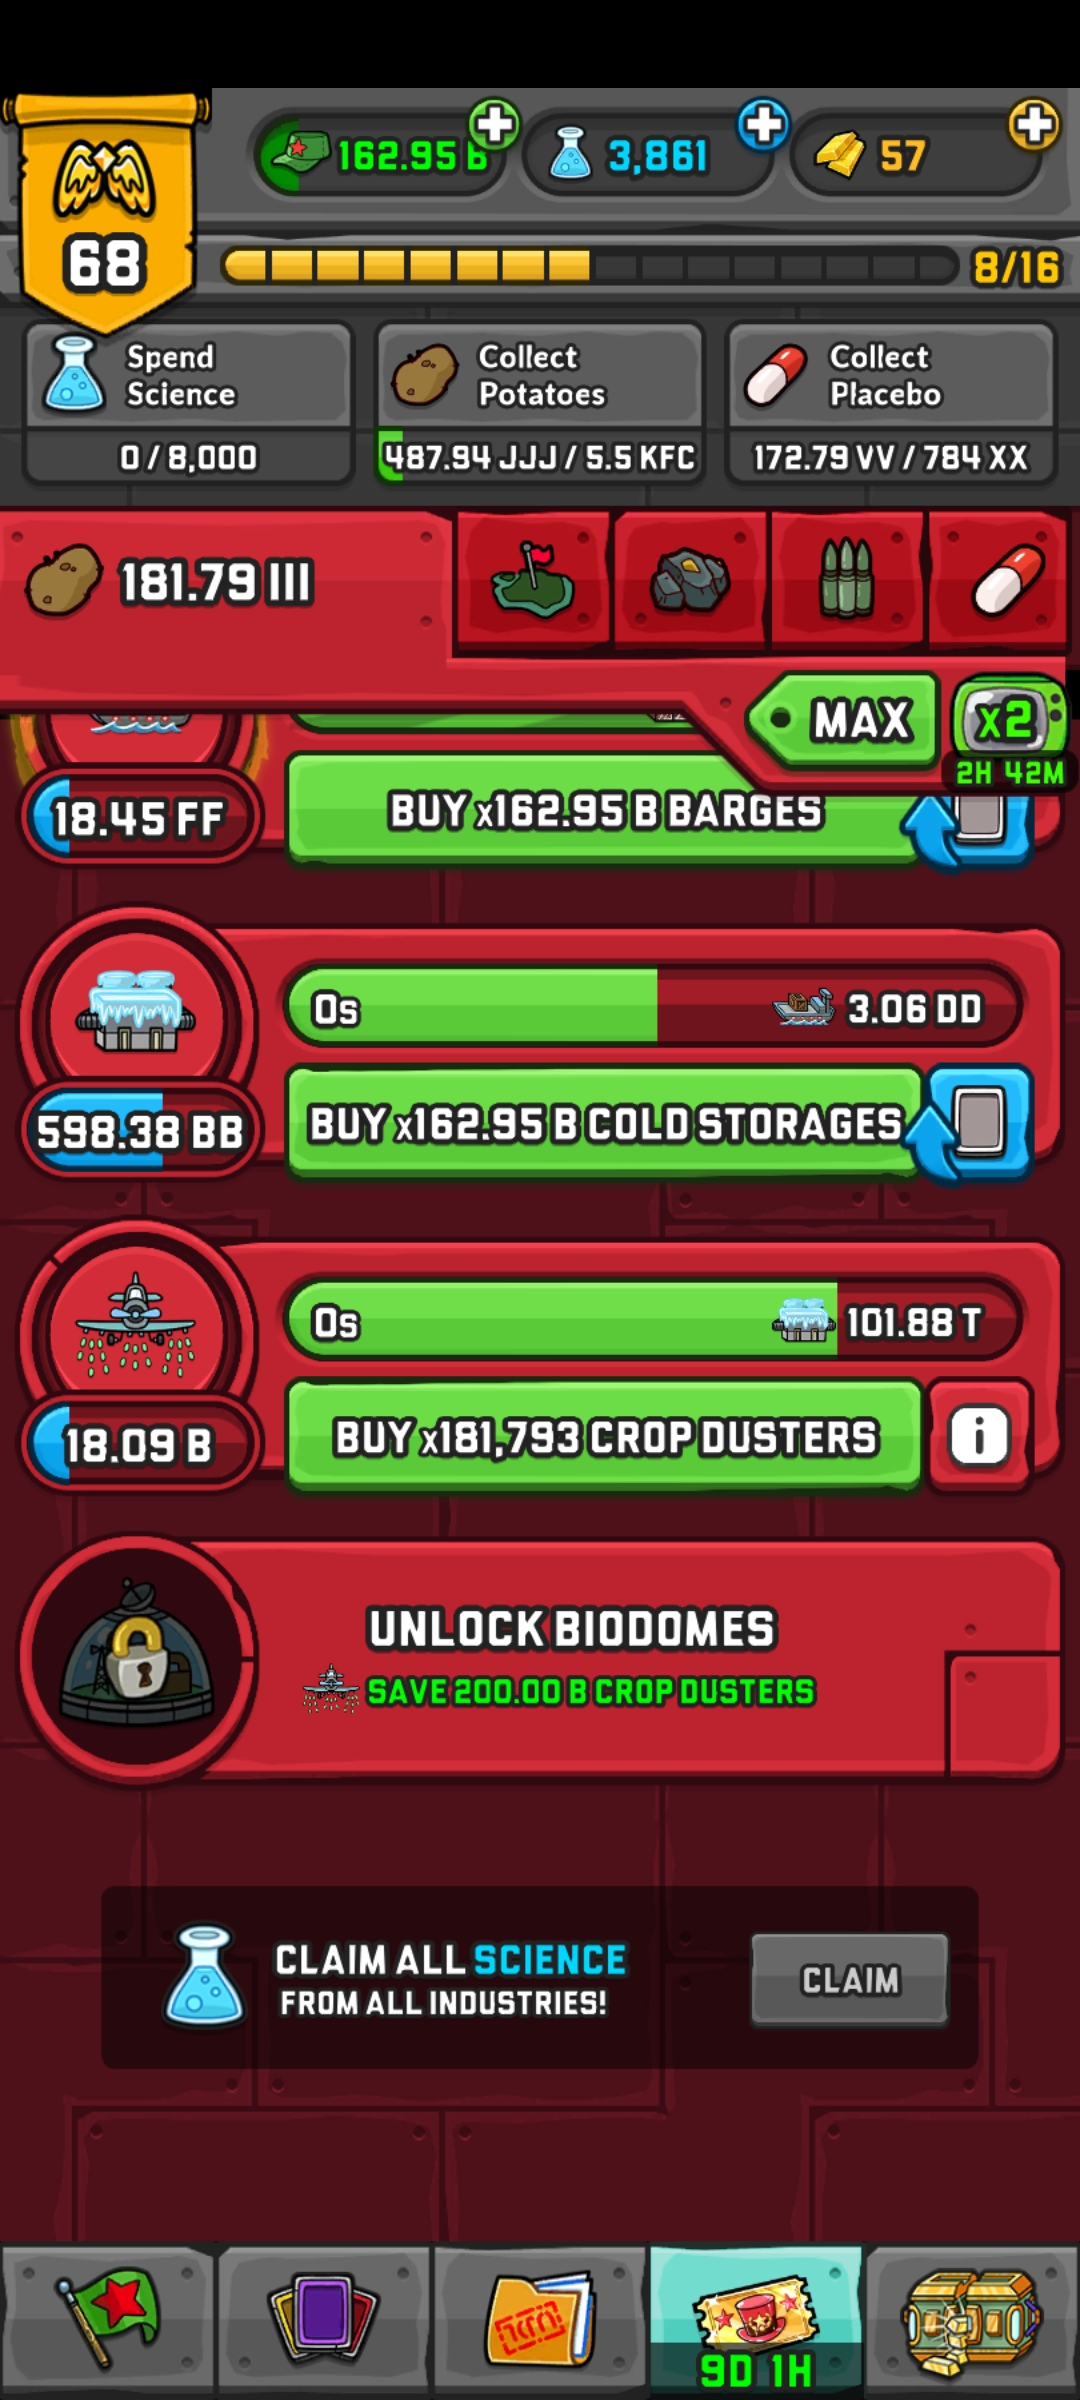 162.95 B
3,861
57
68
8/16
Spend
Science
0 / 8,000
Collect
Potatoes
487.94 JJJ / 5.5 KFC
Collect
Placebo
172.79 VV / 784 XX
181.79 III
MAX
x2
2H 42M
18.45 FF
BUY x162.95 B BARGES
0s
3.06 DD
598.38 BB
BUY x162.95 B COLD STORAGES
0s
101.88 T
18.09 B
BUY x181,793 CROP DUSTERS
i
UNLOCK BIODOMES
SAVE 200.00 B CROP DUSTERS
CLAIM ALL SCIENCE
FROM ALL INDUSTRIES!
CLAIM
9D 1H